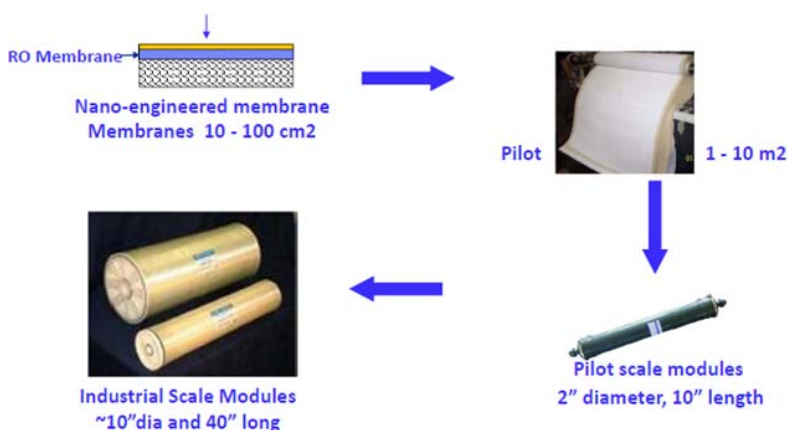 RO Membrane
Nano-engineered membrane
Membranes 10 - 100 cm2
Pilot
1 - 10 m2
Pilot scale modules
2” diameter, 10” length
Industrial Scale Modules
~10”dia and 40” long